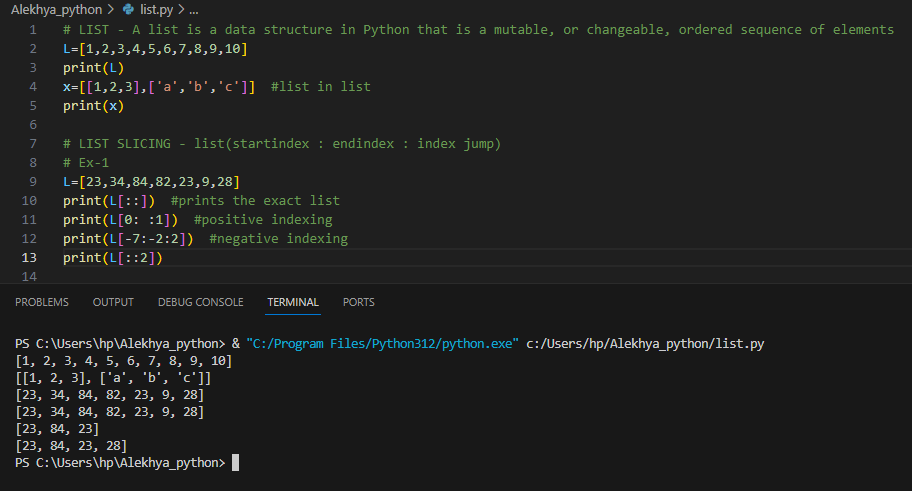 Alekhya_python > list.py > ...
1 # LIST - A list is a data structure in Python that is a mutable, or changeable, ordered sequence of elements
2 L=[1,2,3,4,5,6,7,8,9,10]
3 print(L)
4 x=[[1,2,3],['a','b','c']]  #list in list
5 print(x)
6
7 # LIST SLICING - list(startindex : endindex : index jump)
8 # Ex-1
9 L=[23,34,84,82,23,9,28]
10 print(L[::])  #prints the exact list
11 print(L[0: :1])  #positive indexing
12 print(L[-7:-2:2])  #negative indexing
13 print(L[::2])
14
PROBLEMS OUTPUT DEBUG CONSOLE TERMINAL PORTS
PS C:\Users\hp\Alekhya_python> & "C:/Program Files/Python312/python.exe" c:/Users/hp/Alekhya_python/list.py
[1, 2, 3, 4, 5, 6, 7, 8, 9, 10]
[[1, 2, 3], ['a', 'b', 'c']]
[23, 34, 84, 82, 23, 9, 28]
[23, 34, 84, 82, 23, 9, 28]
[23, 84, 23]
[23, 84, 23, 28]
PS C:\Users\hp\Alekhya_python>